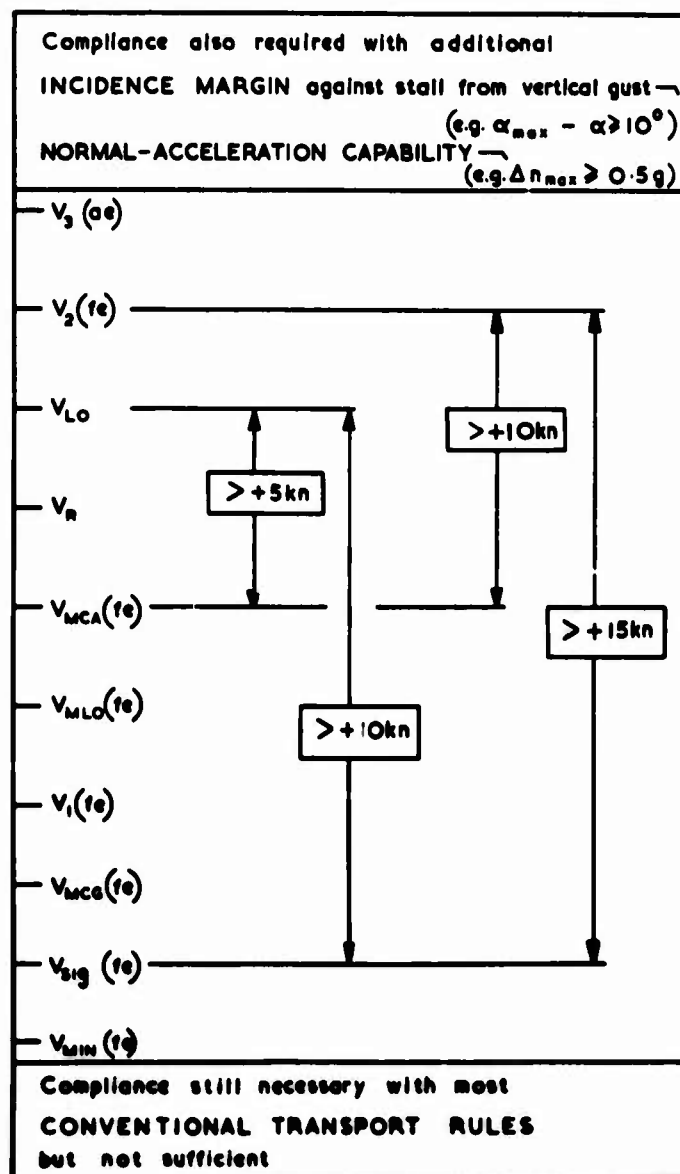 Compliance also required with additional
INCIDENCE MARGIN against stall from vertical gust
(e.g. αmax - α ≥ 10°)
NORMAL-ACCELERATION CAPABILITY
(e.g. Δnmax ≥ 0.5g)
V3 (ae)
V2 (fe)
VLO
>+10kn
>+5kn
VR
VMCA (fe)
>+15kn
VMLO (fe)
>+10kn
V1 (fe)
VMCG (fe)
Vsig (fe)
VMIN (fe)
Compliance still necessary with most
CONVENTIONAL TRANSPORT RULES
but not sufficient